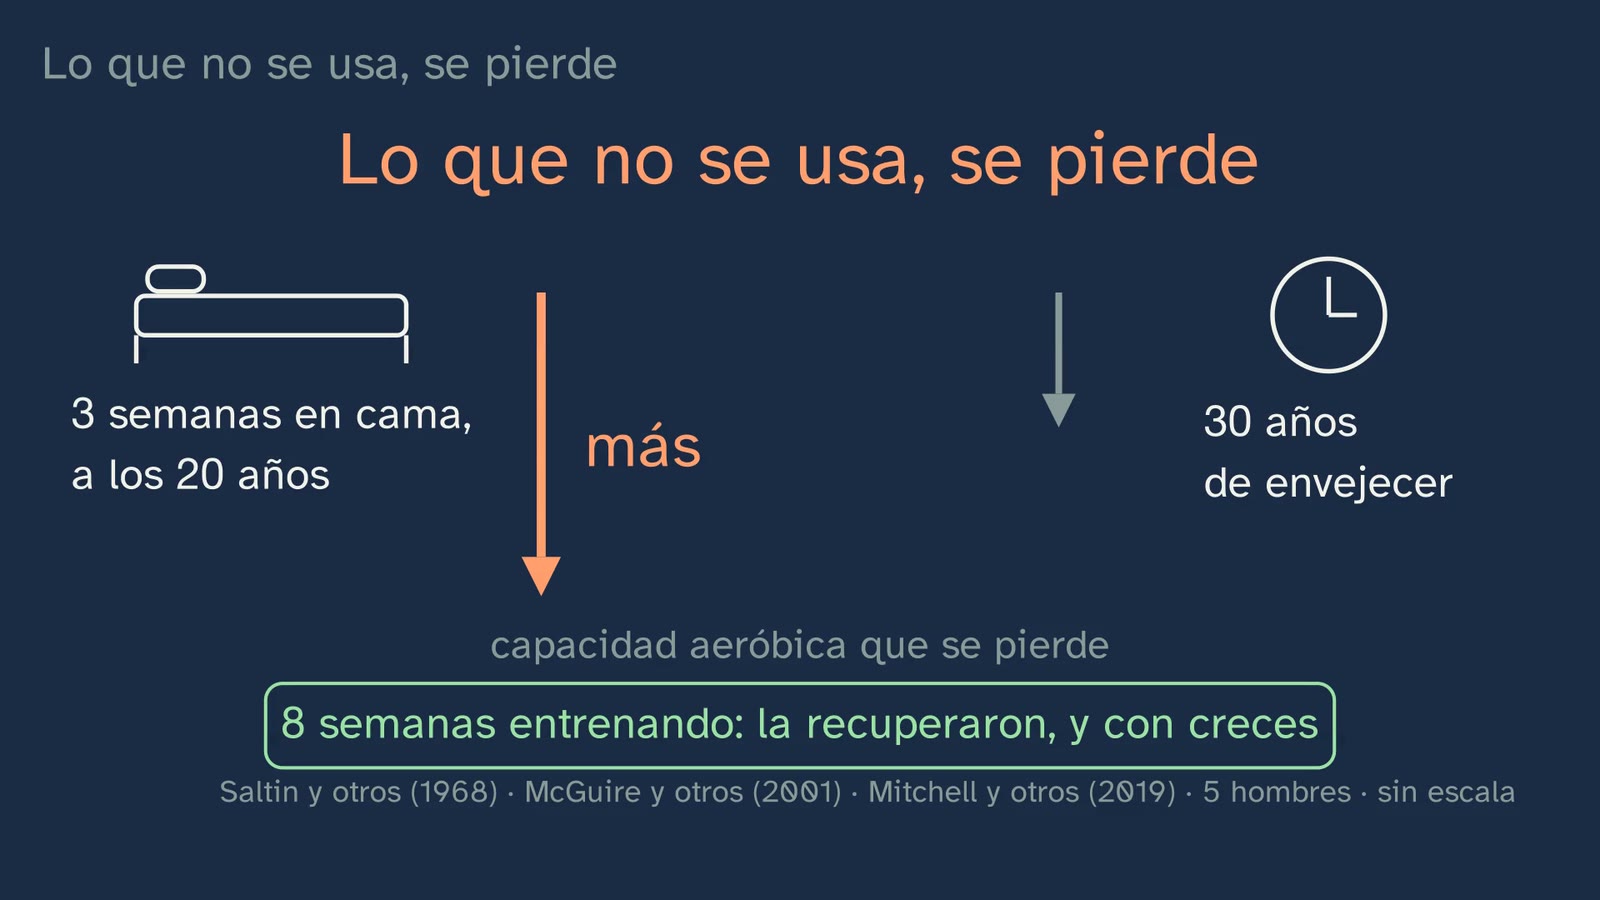 Lo que no se usa, se pierde
Lo que no se usa, se pierde
3 semanas en cama,
a los 20 años
más
30 años
de envejecer
capacidad aeróbica que se pierde
8 semanas entrenando: la recuperaron, y con creces
Saltin y otros (1968) · McGuire y otros (2001) · Mitchell y otros (2019) · 5 hombres · sin escala